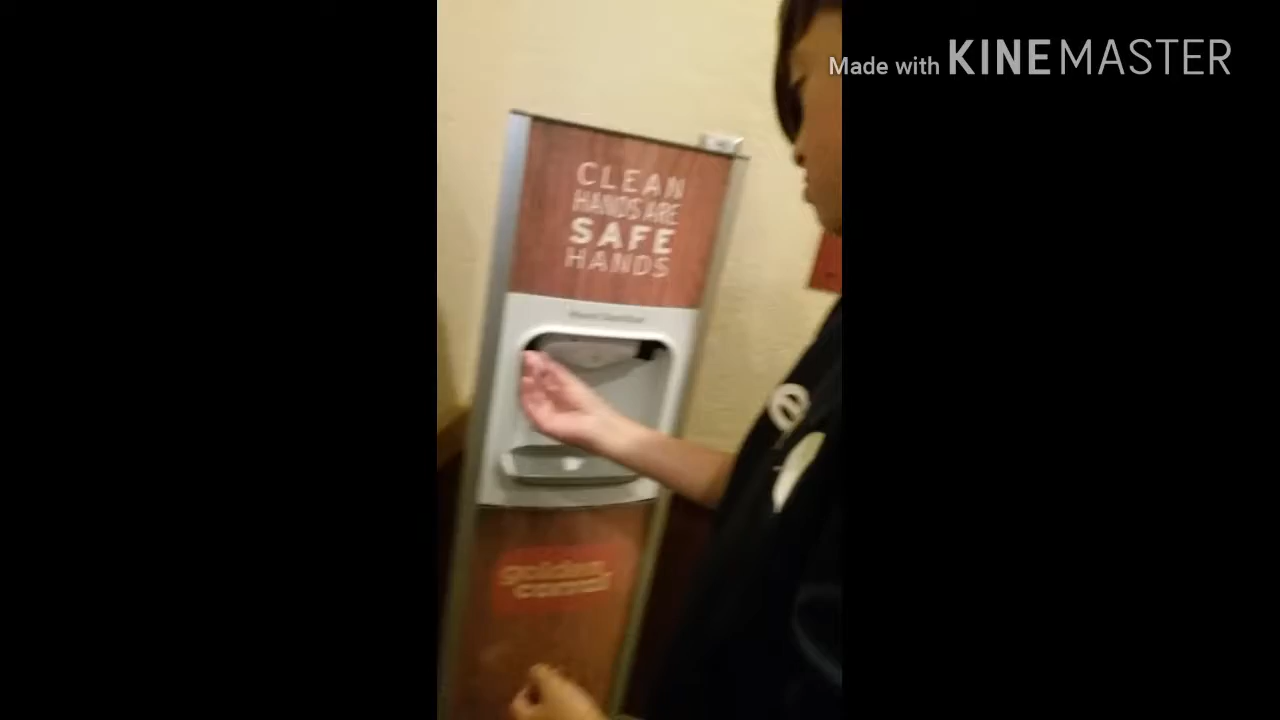 Made with KINEMASTER
CLEAN
HANDS ARE
SAFE
HANDS
golden
corral